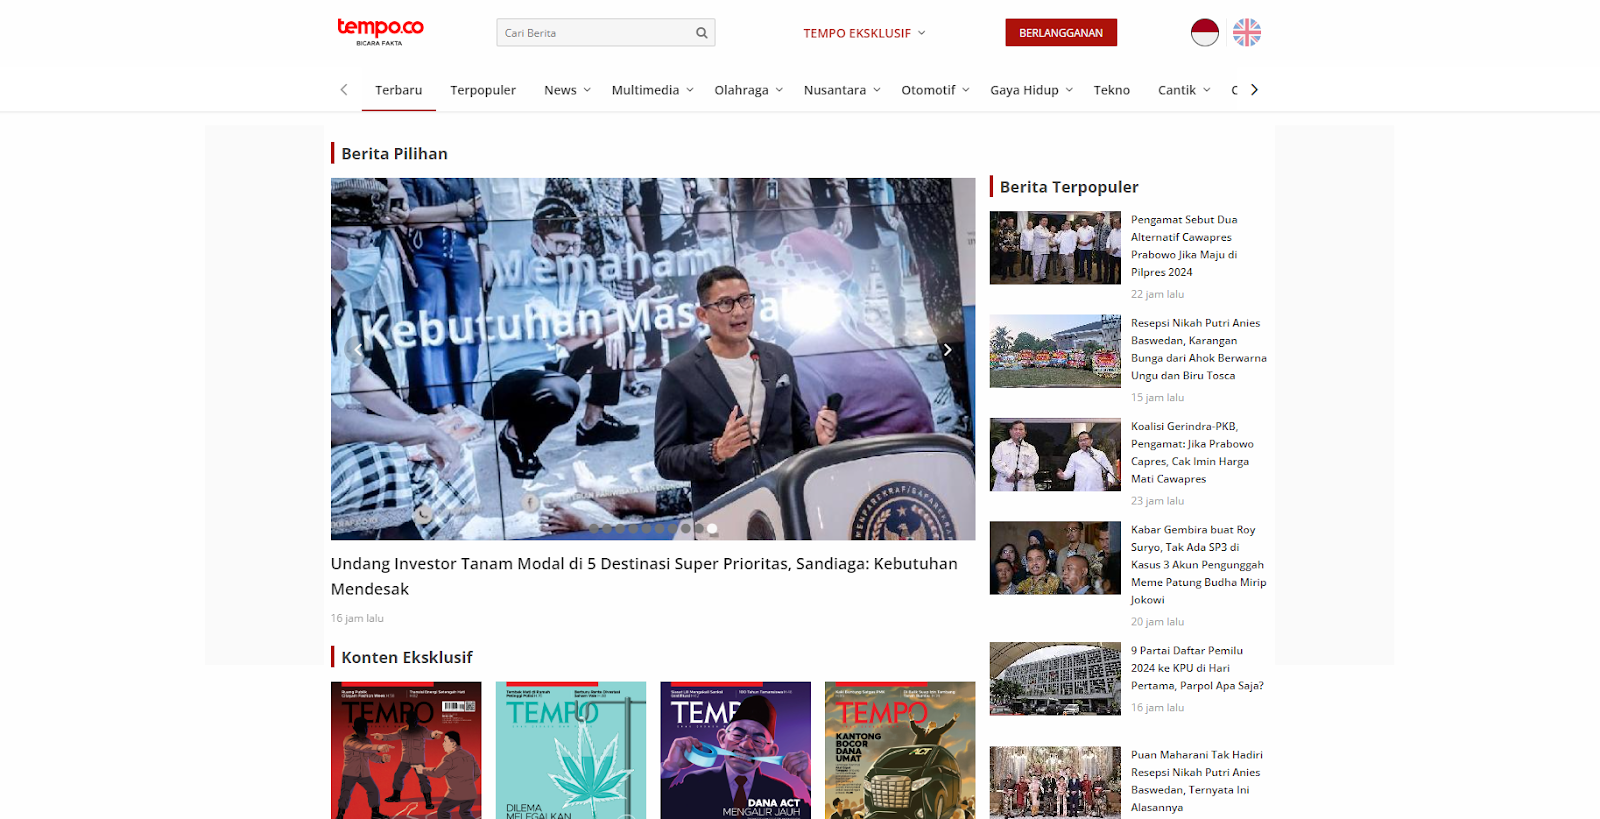 tempo.co
BICARA FAKTA
Cari Berita
TEMPO EKSKLUSIF
BERLANGGANAN
Terbaru
Terpopuler
News
Multimedia
Olahraga
Nusantara
Otomotif
Gaya Hidup
Tekno
Cantik
Berita Pilihan
Memaham
Kebutuhan Mas
Undang Investor Tanam Modal di 5 Destinasi Super Prioritas, Sandiaga: Kebutuhan
Mendesak
16 jam lalu
Konten Eksklusif
TEMPO
TEMPO
DILEMA
MELEGALKAN
TEMPO
DANA ACT
MENGALIR JAUH
TEMPO
KANTONG
BOCOR
DANA
UMAT
ACT
Berita Terpopuler
Pengamat Sebut Dua
Alternatif Cawapres
Prabowo Jika Maju di
Pilpres 2024
22 jam lalu
Resepsi Nikah Putri Anies
Baswedan, Karangan
Bunga dari Ahok Berwarna
Ungu dan Biru Tosca
15 jam lalu
Koalisi Gerindra-PKB,
Pengamat: Jika Prabowo
Capres, Cak Imin Harga
Mati Cawapres
23 jam lalu
Kabar Gembira buat Roy
Suryo, Tak Ada SP3 di
Kasus 3 Akun Pengunggah
Meme Patung Budha Mirip
Jokowi
20 jam lalu
9 Partai Daftar Pemilu
2024 ke KPU di Hari
Pertama, Parpol Apa Saja?
16 jam lalu
Puan Maharani Tak Hadiri
Resepsi Nikah Putri Anies
Baswedan, Ternyata Ini
Alasannya